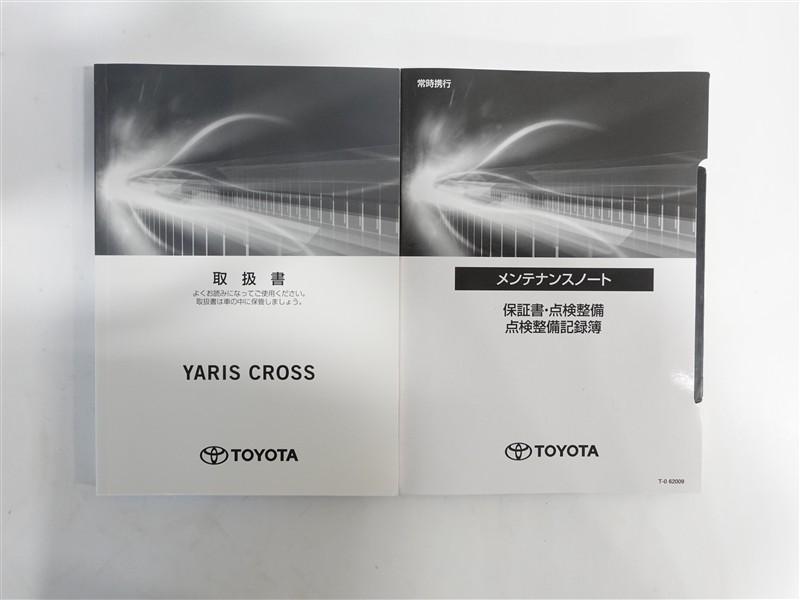 取扱書
よくお読みになってご使用ください。
取扱書は車の中に保管しましょう。
YARIS CROSS
TOYOTA
常時携行
メンテナンスノート
保証書・点検整備
点検整備記録簿
TOYOTA
T-0 62009